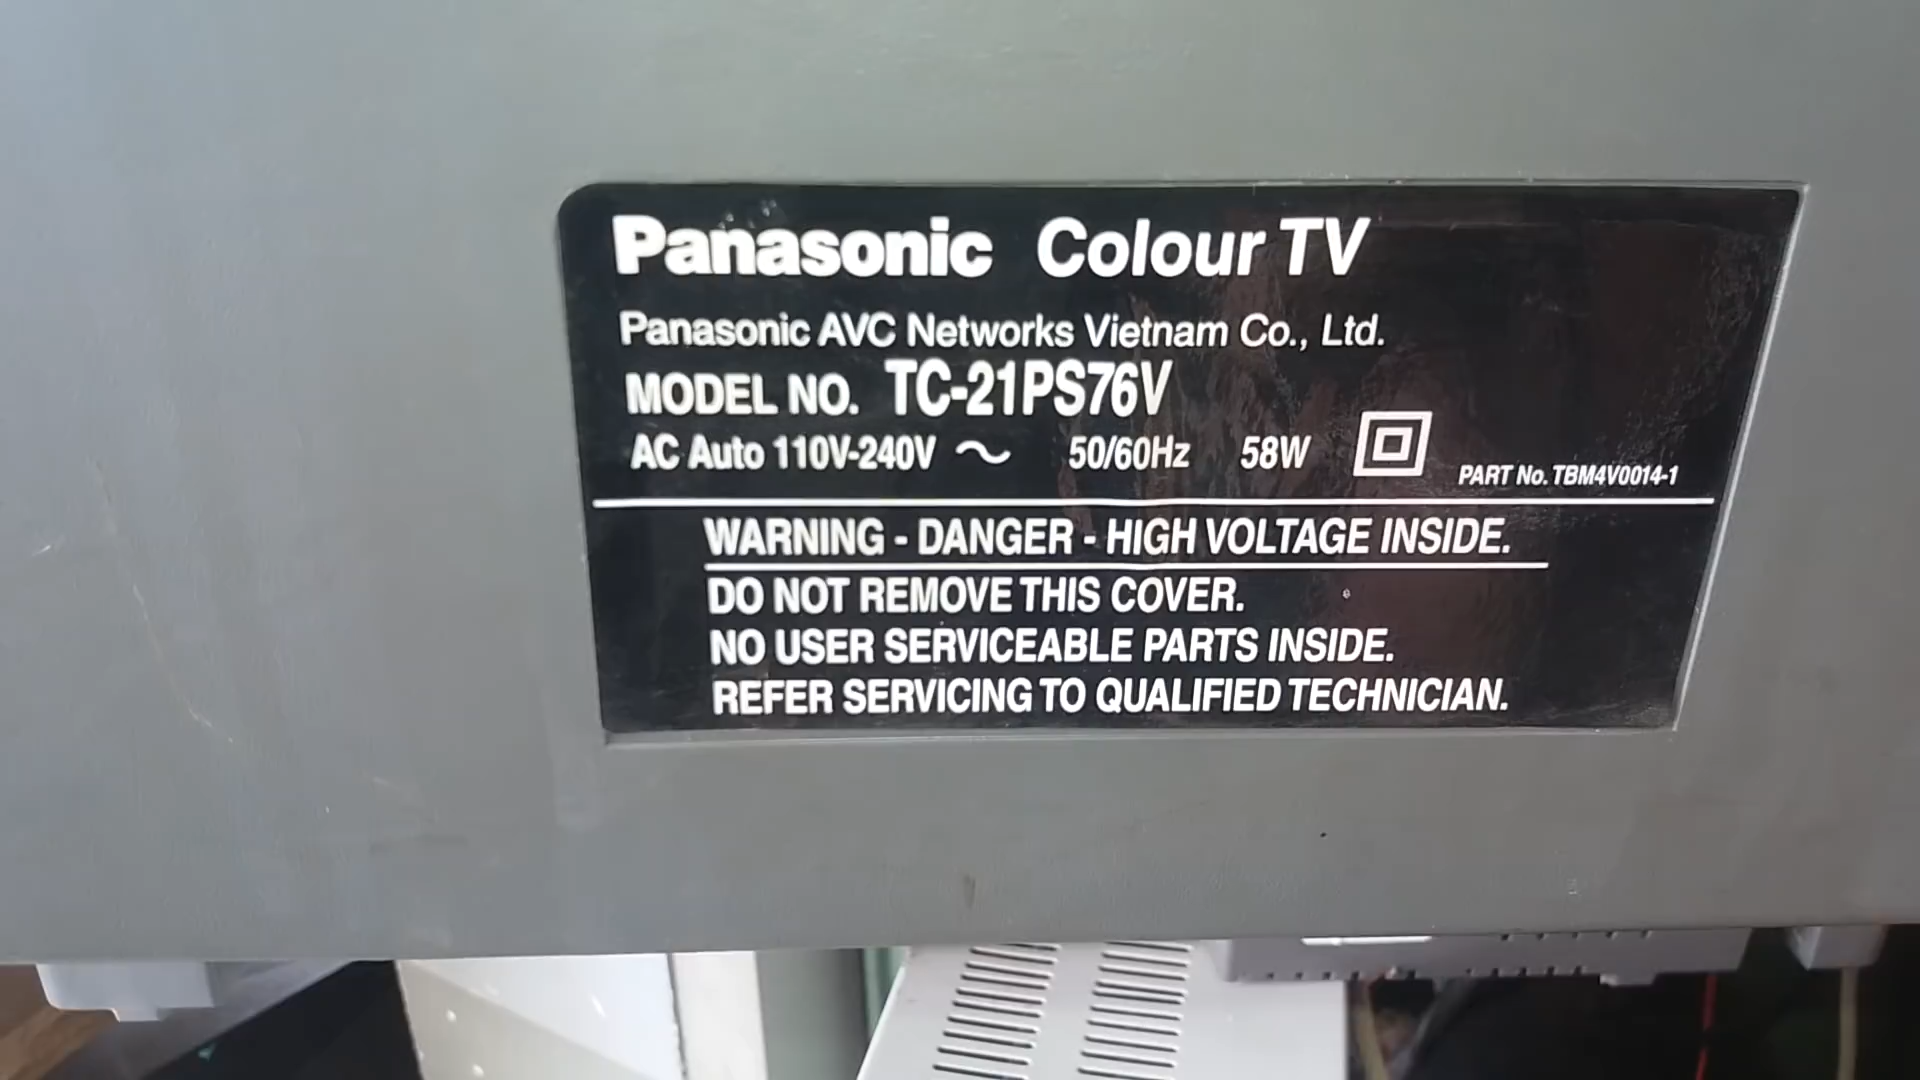 Panasonic Colour TV
Panasonic AVC Networks Vietnam Co., Ltd.
MODEL NO. TC-21PS76V
AC Auto 110V-240V ～ 50/60Hz 58W
PART No. TBM4V0014-1
WARNING - DANGER - HIGH VOLTAGE INSIDE.
DO NOT REMOVE THIS COVER.
NO USER SERVICEABLE PARTS INSIDE.
REFER SERVICING TO QUALIFIED TECHNICIAN.